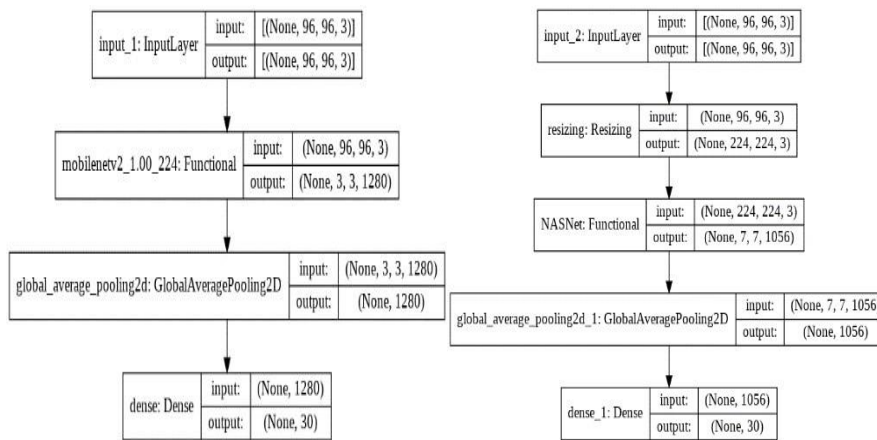 input_1: InputLayer
input: [(None, 96, 96, 3)]
output: [(None, 96, 96, 3)]
mobilenetv2_1.00_224: Functional
input: (None, 96, 96, 3)
output: (None, 3, 3, 1280)
global_average_pooling2d: GlobalAveragePooling2D
input: (None, 3, 3, 1280)
output: (None, 1280)
dense: Dense
input: (None, 1280)
output: (None, 30)
input_2: InputLayer
input: [(None, 96, 96, 3)]
output: [(None, 96, 96, 3)]
resizing: Resizing
input: (None, 96, 96, 3)
output: (None, 224, 224, 3)
NASNet: Functional
input: (None, 224, 224, 3)
output: (None, 7, 7, 1056)
global_average_pooling2d_1: GlobalAveragePooling2D
input: (None, 7, 7, 1056
output: (None, 1056)
dense_1: Dense
input: (None, 1056)
output: (None, 30)